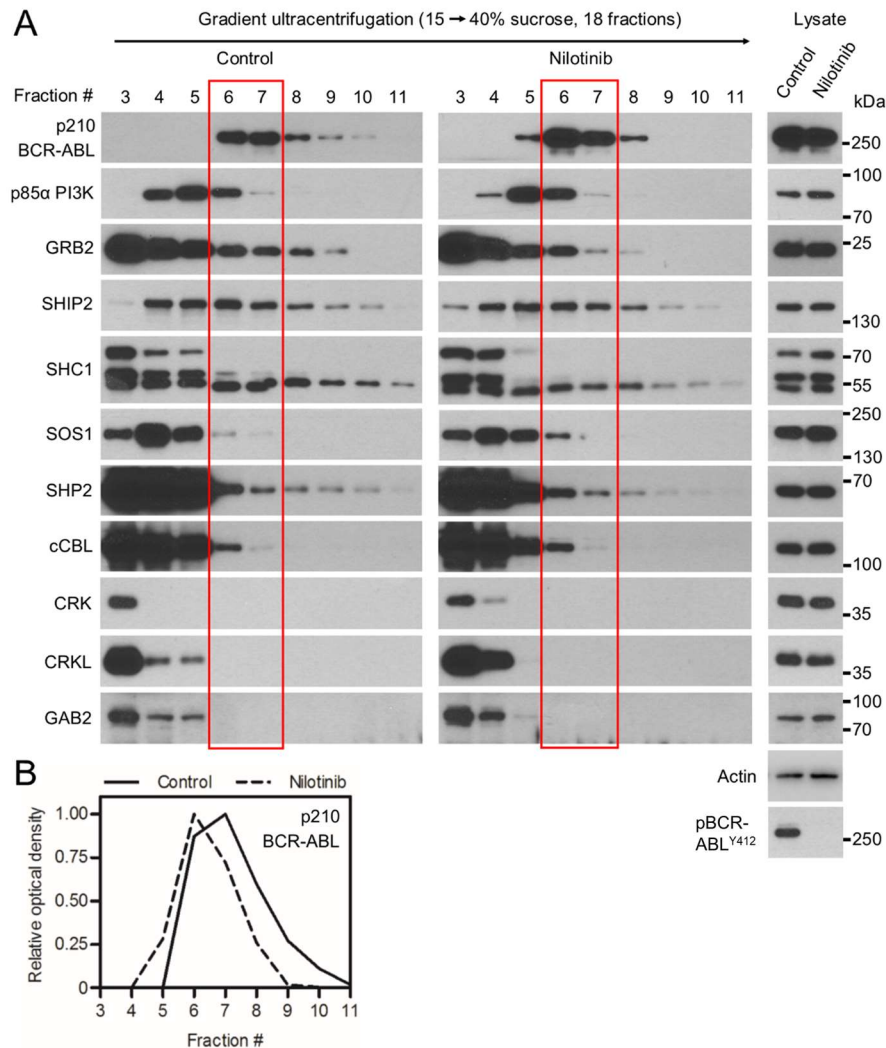 A
Gradient ultracentrifugation (15 → 40% sucrose, 18 fractions)
Lysate
Control
Nilotinib
Control
Nilotinib
Fraction #
3 4 5 6 7 8 9 10 11
3 4 5 6 7 8 9 10 11
kDa
p210
BCR-ABL
250
p85α PI3K
100
70
GRB2
25
SHIP2
130
SHC1
70
55
SOS1
250
130
SHP2
70
cCBL
100
CRK
35
CRKL
35
GAB2
100
70
Actin
pBCR-
ABLY412
250
B
Control
Nilotinib
p210
BCR-ABL
Relative optical density
1.00
0.75
0.50
0.25
0
3 4 5 6 7 8 9 10 11
Fraction #